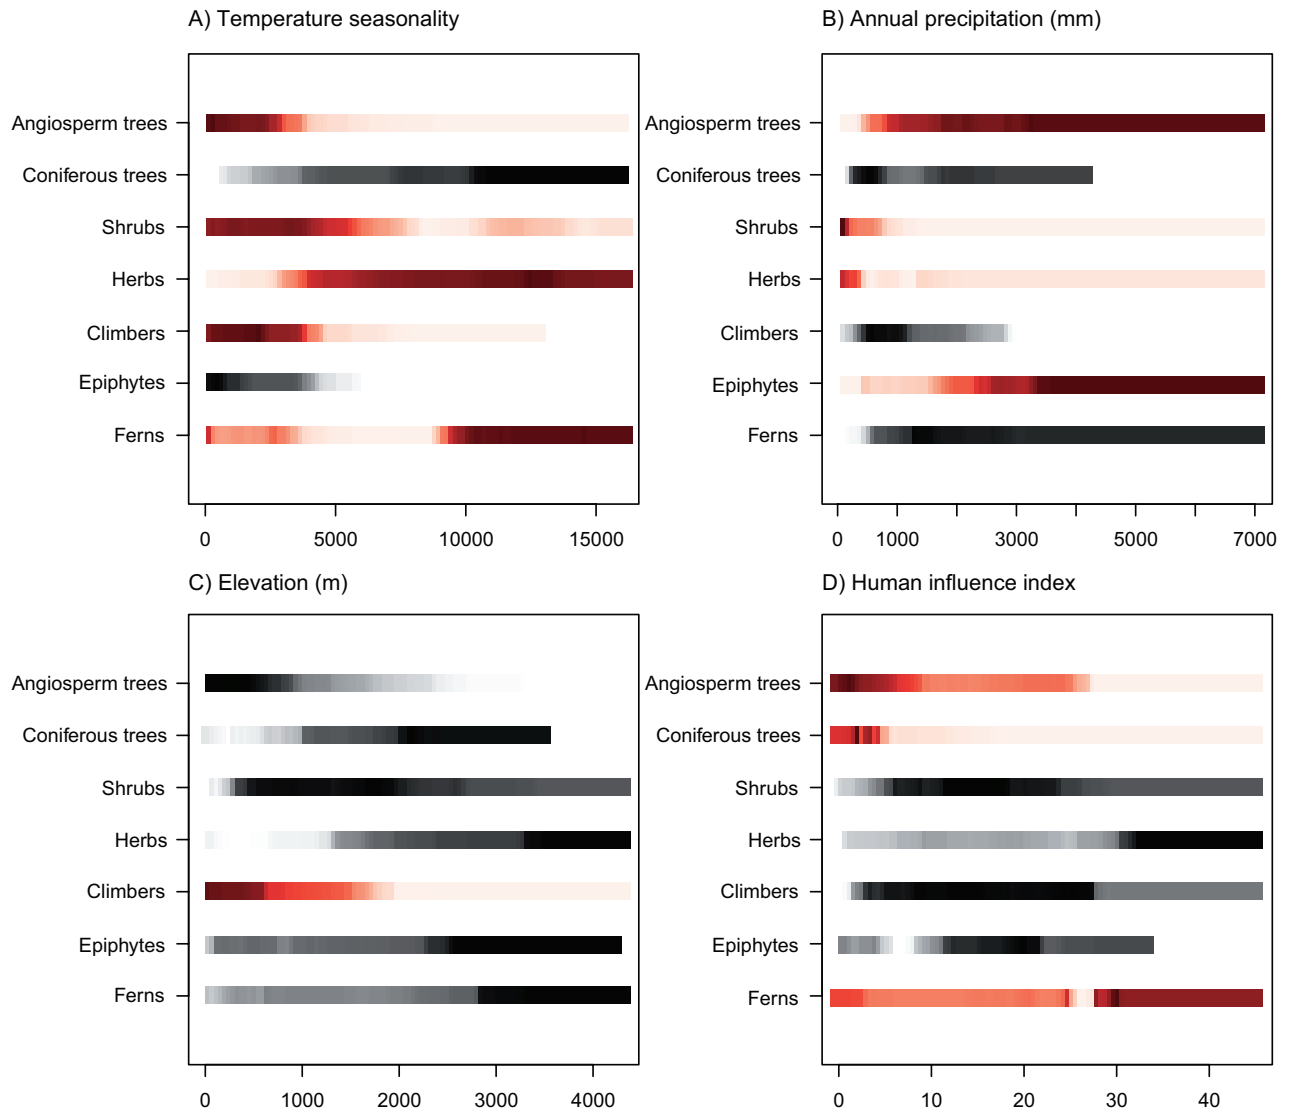 A) Temperature seasonality
Angiosperm trees
Coniferous trees
Shrubs
Herbs
Climbers
Epiphytes
Ferns
0 5000 10000 15000
B) Annual precipitation (mm)
Angiosperm trees
Coniferous trees
Shrubs
Herbs
Climbers
Epiphytes
Ferns
0 1000 3000 5000 7000
C) Elevation (m)
Angiosperm trees
Coniferous trees
Shrubs
Herbs
Climbers
Epiphytes
Ferns
0 1000 2000 3000 4000
D) Human influence index
Angiosperm trees
Coniferous trees
Shrubs
Herbs
Climbers
Epiphytes
Ferns
0 10 20 30 40